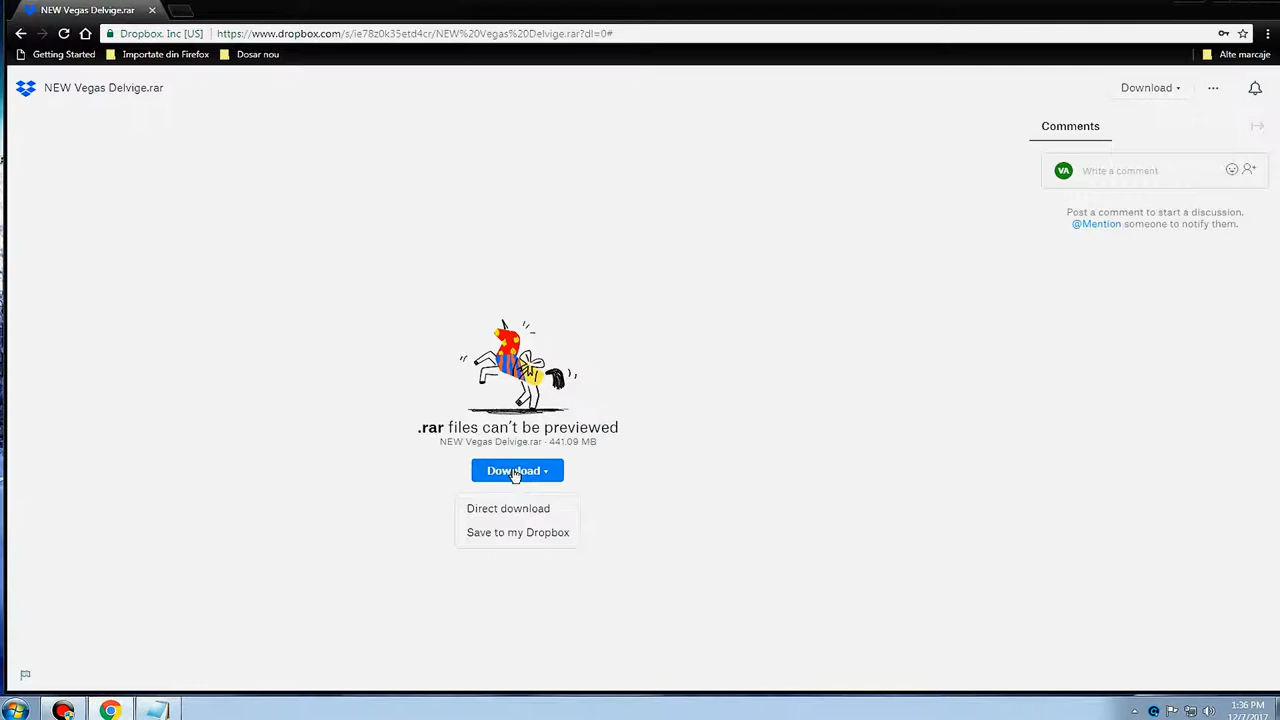 NEW Vegas Delvige.rar
Dropbox, Inc [US] https://www.dropbox.com/s/ie78z0k35etd4cr/NEW%20Vegas%20Delvige.rar?dl=0#
Getting Started Importate din Firefox Dosar nou Alte marcaje
NEW Vegas Delvige.rar Download
Comments
VA Write a comment
Post a comment to start a discussion.
@Mention someone to notify them.
.rar files can't be previewed
NEW Vegas Delvige.rar · 441.09 MB
Download
Direct download
Save to my Dropbox
1:36 PM
12/7/2017